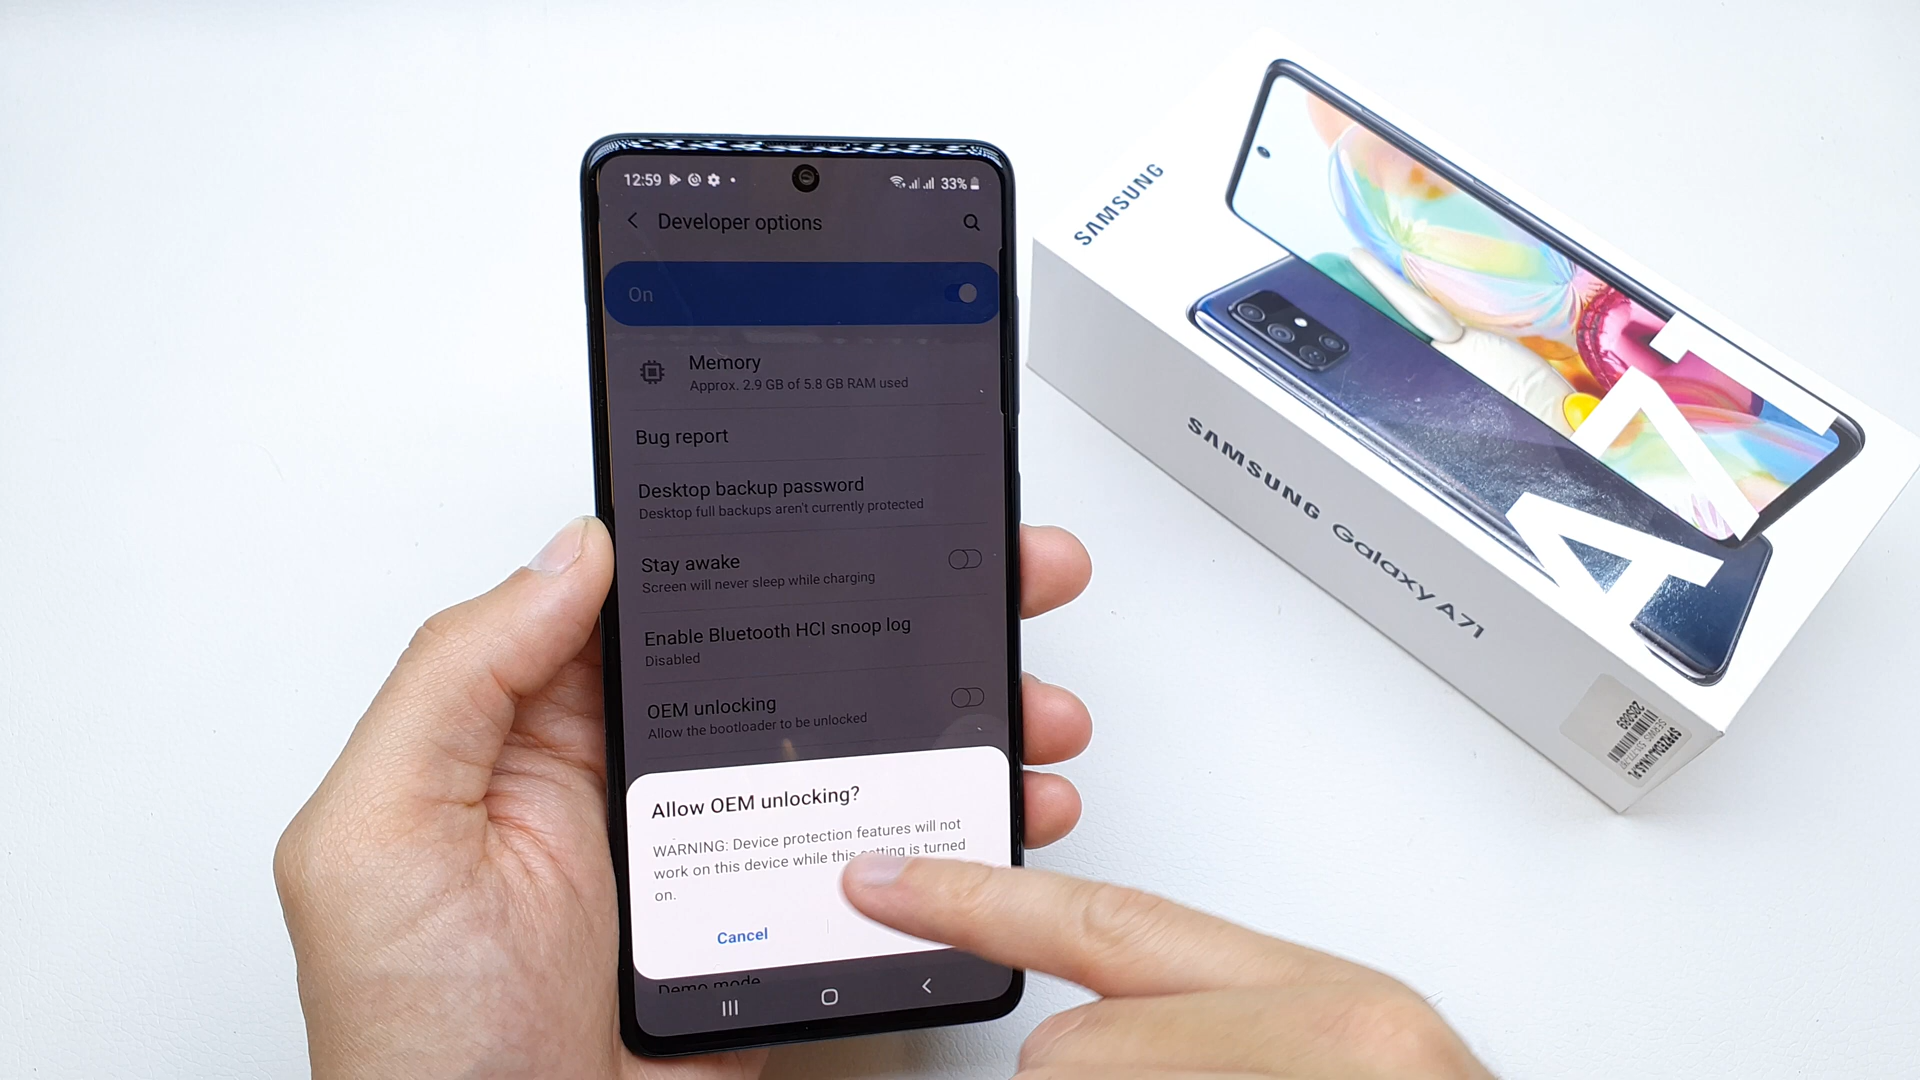 12:59
33%
Developer options
On
Memory
Approx. 2.9 GB of 5.8 GB RAM used
Bug report
Desktop backup password
Desktop full backups aren't currently protected
Stay awake
Screen will never sleep while charging
Enable Bluetooth HCI snoop log
Disabled
OEM unlocking
Allow the bootloader to be unlocked
Allow OEM unlocking?
WARNING: Device protection features will not
work on this device while this setting is turned
on.
Cancel
Demo mode
SAMSUNG
A71
SAMSUNG Galaxy A71